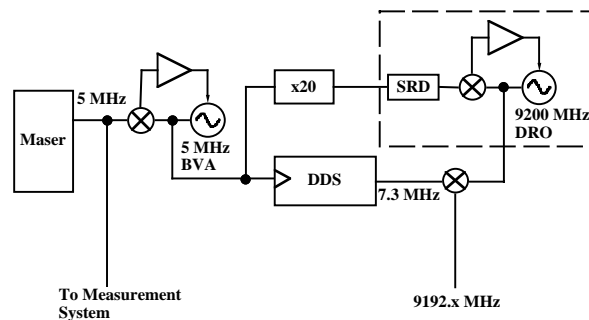 5 MHz
Maser
5 MHz
BVA
x20
SRD
9200 MHz
DRO
DDS
7.3 MHz
To Measurement
System
9192.x MHz